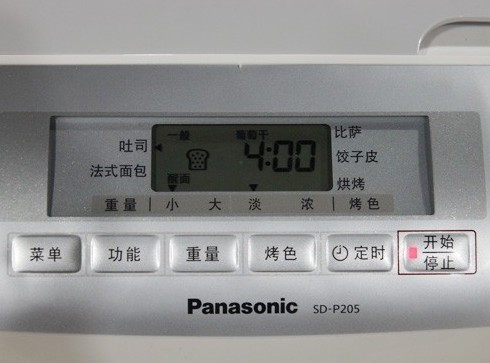 一般 葡萄干 比萨
吐司 4:00 饺子皮
法式面包 醒面 烘烤
重量 小 大 淡 浓 烤色
菜单 功能 重量 烤色 定时 开始
停止
Panasonic SD-P205